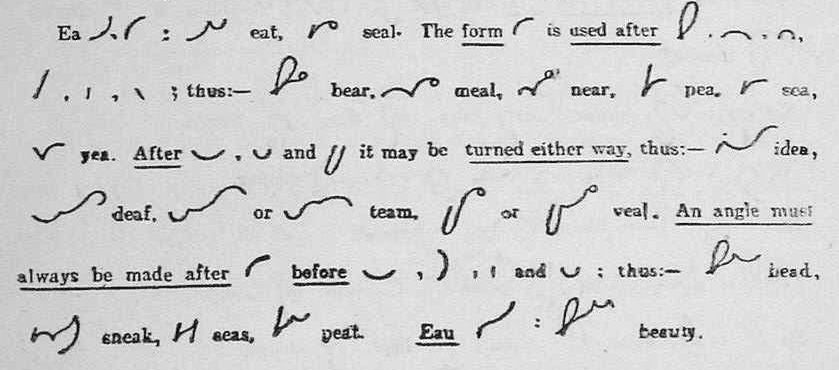 Ea : eat, seal. The form is used after . . ,
, , , ; thus:— bear, meal, near, pea, sea,
yea. After , and it may be turned either way, thus:— idea,
deaf, or team, or veal. An angle must
always be made after before , , , and ; thus:— bead,
sneak, seas, peat. Eau : beauty.